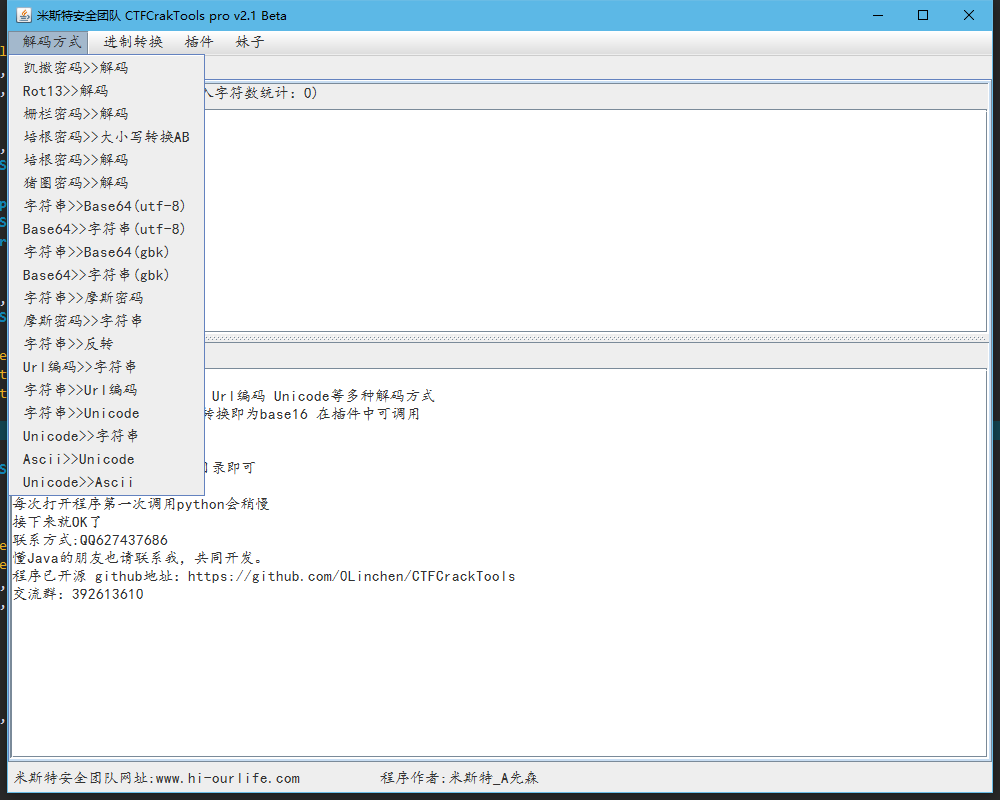 米斯特安全团队 CTFCrakTools pro v2.1 Beta
解码方式 进制转换 插件 妹子
凯撒密码>>解码
Rot13>>解码
栅栏密码>>解码
培根密码>>大小写转换AB
培根密码>>解码
猪圈密码>>解码
字符串>>Base64(utf-8)
Base64>>字符串(utf-8)
字符串>>Base64(gbk)
Base64>>字符串(gbk)
字符串>>摩斯密码
摩斯密码>>字符串
字符串>>反转
Url编码>>字符串
字符串>>Url编码
字符串>>Unicode
Unicode>>字符串
Ascii>>Unicode
Unicode>>Ascii
字符数统计: 0)
Url编码 Unicode等多种解码方式
转换即为base16 在插件中可调用
录即可
每次打开程序第一次调用python会稍慢
接下来就OK了
联系方式;QQ627437686
懂Java的朋友也请联系我，共同开发。
程序已开源 github地址: https://github.com/OLinchen/CTFCrackTools
交流群: 392613610
米斯特安全团队网址:www.hi-ourlife.com 程序作者:米斯特_A先森